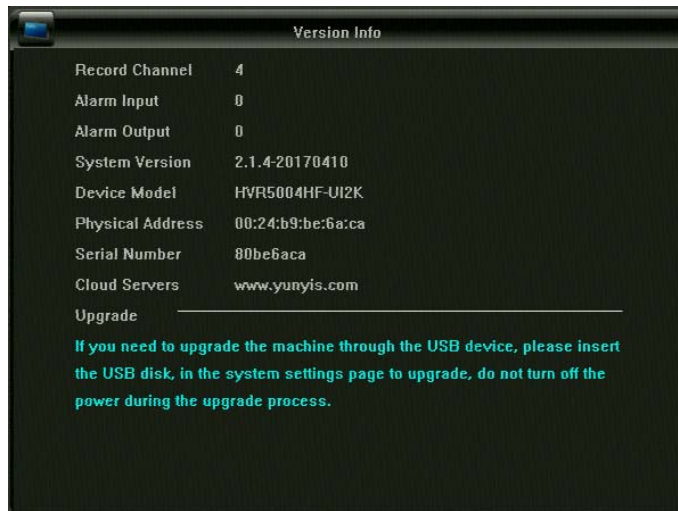 Version Info
Record Channel 4
Alarm Input 0
Alarm Output 0
System Version 2.1.4-20170410
Device Model HVR5004HF-UI2K
Physical Address 00:24:b9:be:6a:ca
Serial Number 80be6aca
Cloud Servers www.yunyis.com
Upgrade
If you need to upgrade the machine through the USB device, please insert
the USB disk, in the system settings page to upgrade, do not turn off the
power during the upgrade process.